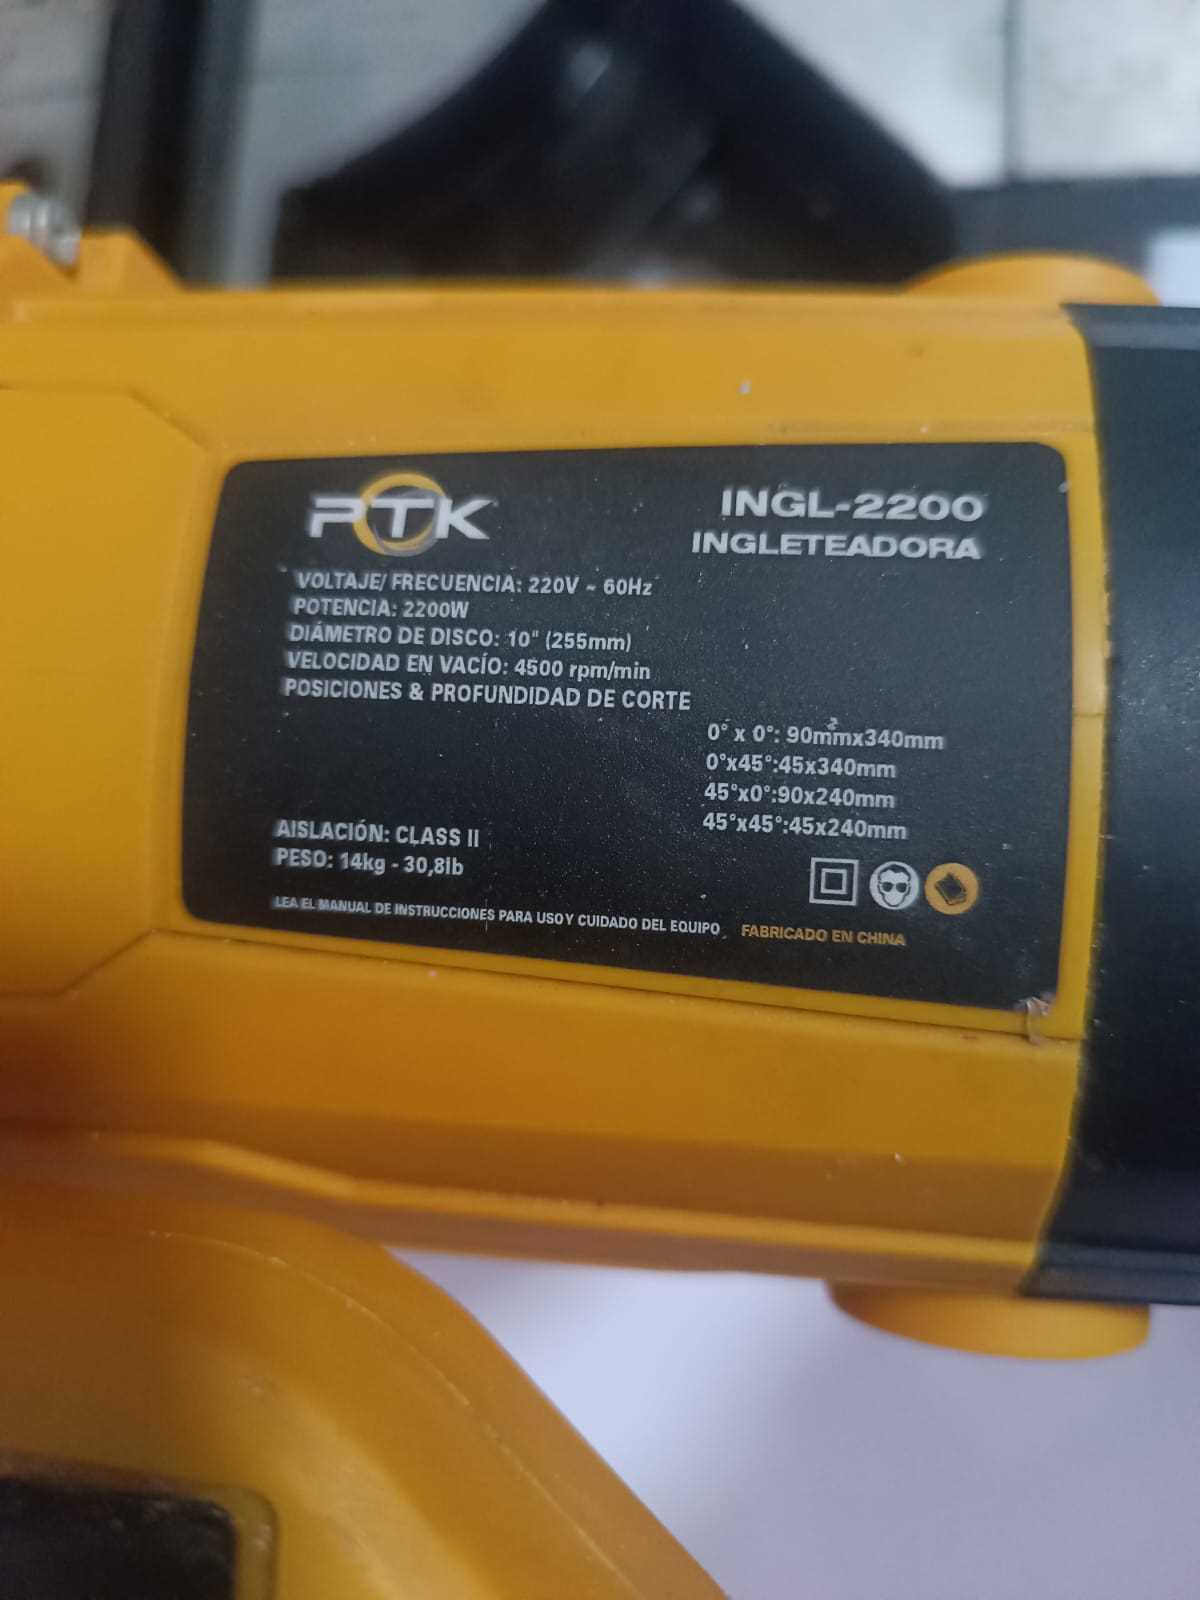 PTK
INGL-2200
INGLETEADORA
VOLTAJE/ FRECUENCIA: 220V ~ 60Hz
POTENCIA: 2200W
DIÁMETRO DE DISCO: 10" (255mm)
VELOCIDAD EN VACÍO: 4500 rpm/min
POSICIONES & PROFUNDIDAD DE CORTE
0° x 0°: 90mm²x340mm
0°x45°:45x340mm
45°x0°:90x240mm
45°x45°:45x240mm
AISLACIÓN: CLASS II
PESO: 14kg - 30,8lb
LEA EL MANUAL DE INSTRUCCIONES PARA USO Y CUIDADO DEL EQUIPO
FABRICADO EN CHINA